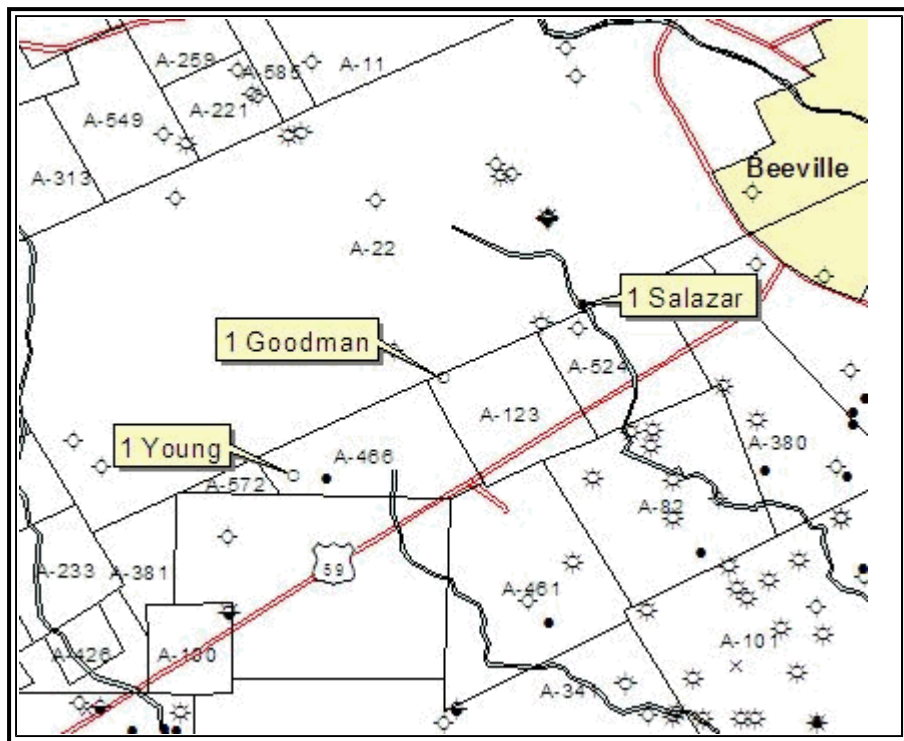 A-259
A-585
A-11
A-221
A-549
A-313
Beeville
A-22
1 Salazar
1 Goodman
A-524
A-123
1 Young
A-466
A-380
A-572
A-82
59
A-233
A-381
A-461
A-101
A-426
A-130
A-341